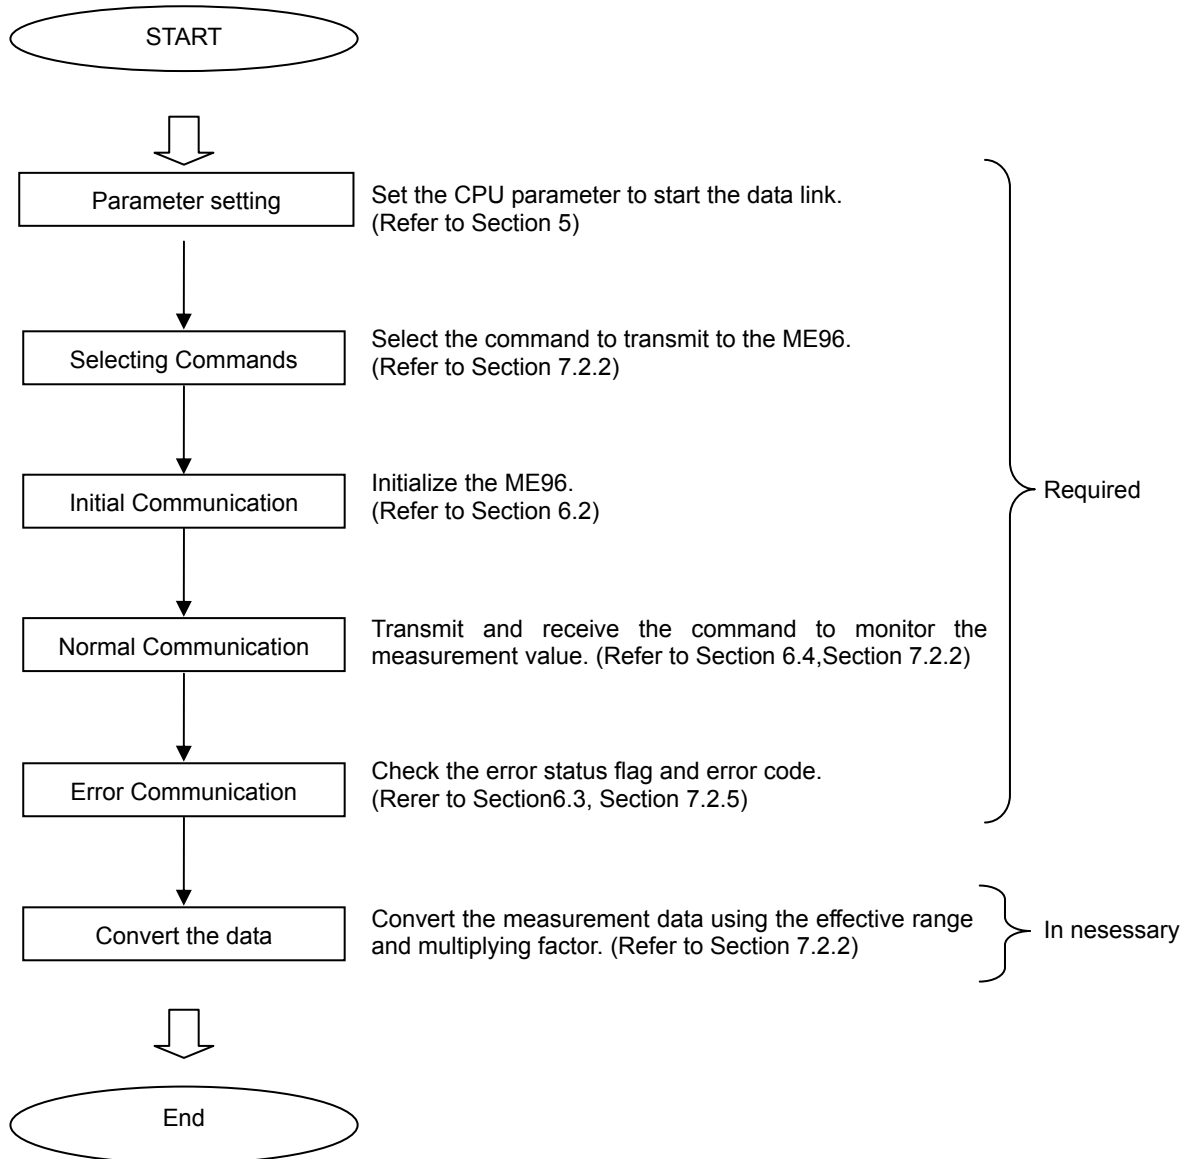 START
Parameter setting
Set the CPU parameter to start the data link.
(Refer to Section 5)
Selecting Commands
Select the command to transmit to the ME96.
(Refer to Section 7.2.2)
Initial Communication
Initialize the ME96.
(Refer to Section 6.2)
Required
Normal Communication
Transmit and receive the command to monitor the
measurement value. (Refer to Section 6.4,Section 7.2.2)
Error Communication
Check the error status flag and error code.
(Rerer to Section6.3, Section 7.2.5)
Convert the data
Convert the measurement data using the effective range
and multiplying factor. (Refer to Section 7.2.2)
In nesessary
End